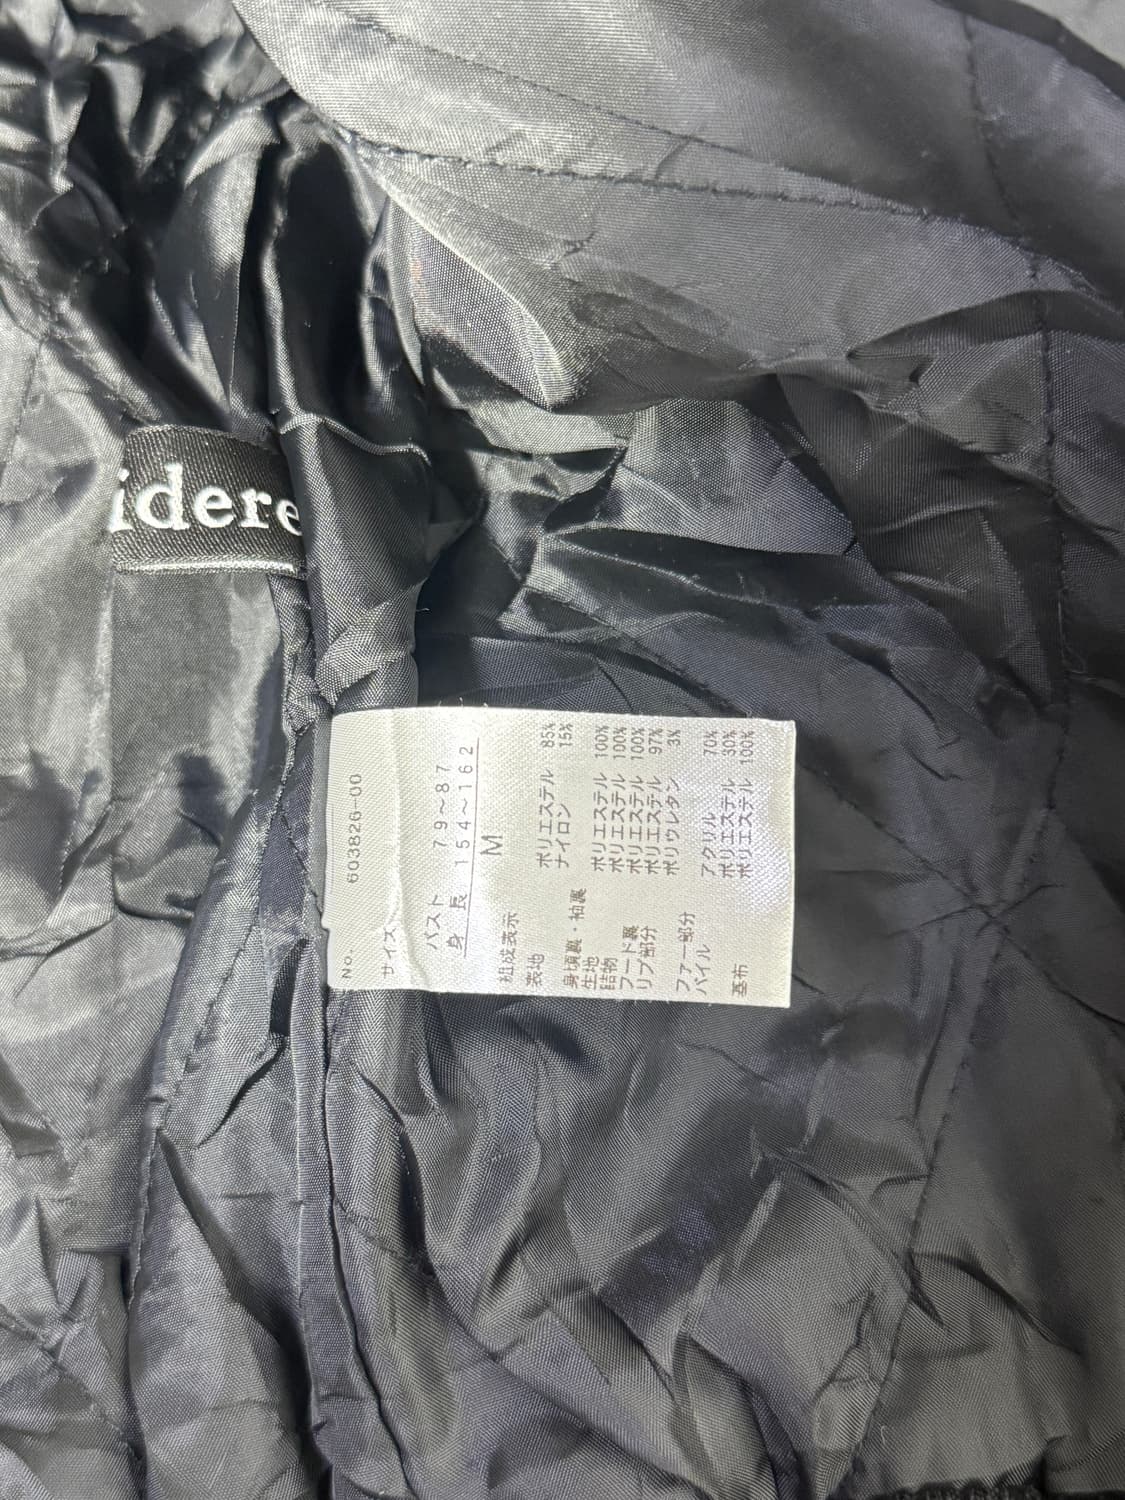 idere
No. 603826-00
サイズ
バスト 79～87
身長 154～162
M
組成表示
表地 ポリエステル 85%
ナイロン 15%
身頃裏・袖裏
生地 ポリエステル 100%
詰物 ポリエステル 100%
フード裏 ポリエステル 100%
リブ部分 ポリエステル 97%
ポリウレタン 3%
ファー部分
パイル アクリル 70%
ポリエステル 30%
基布 ポリエステル 100%